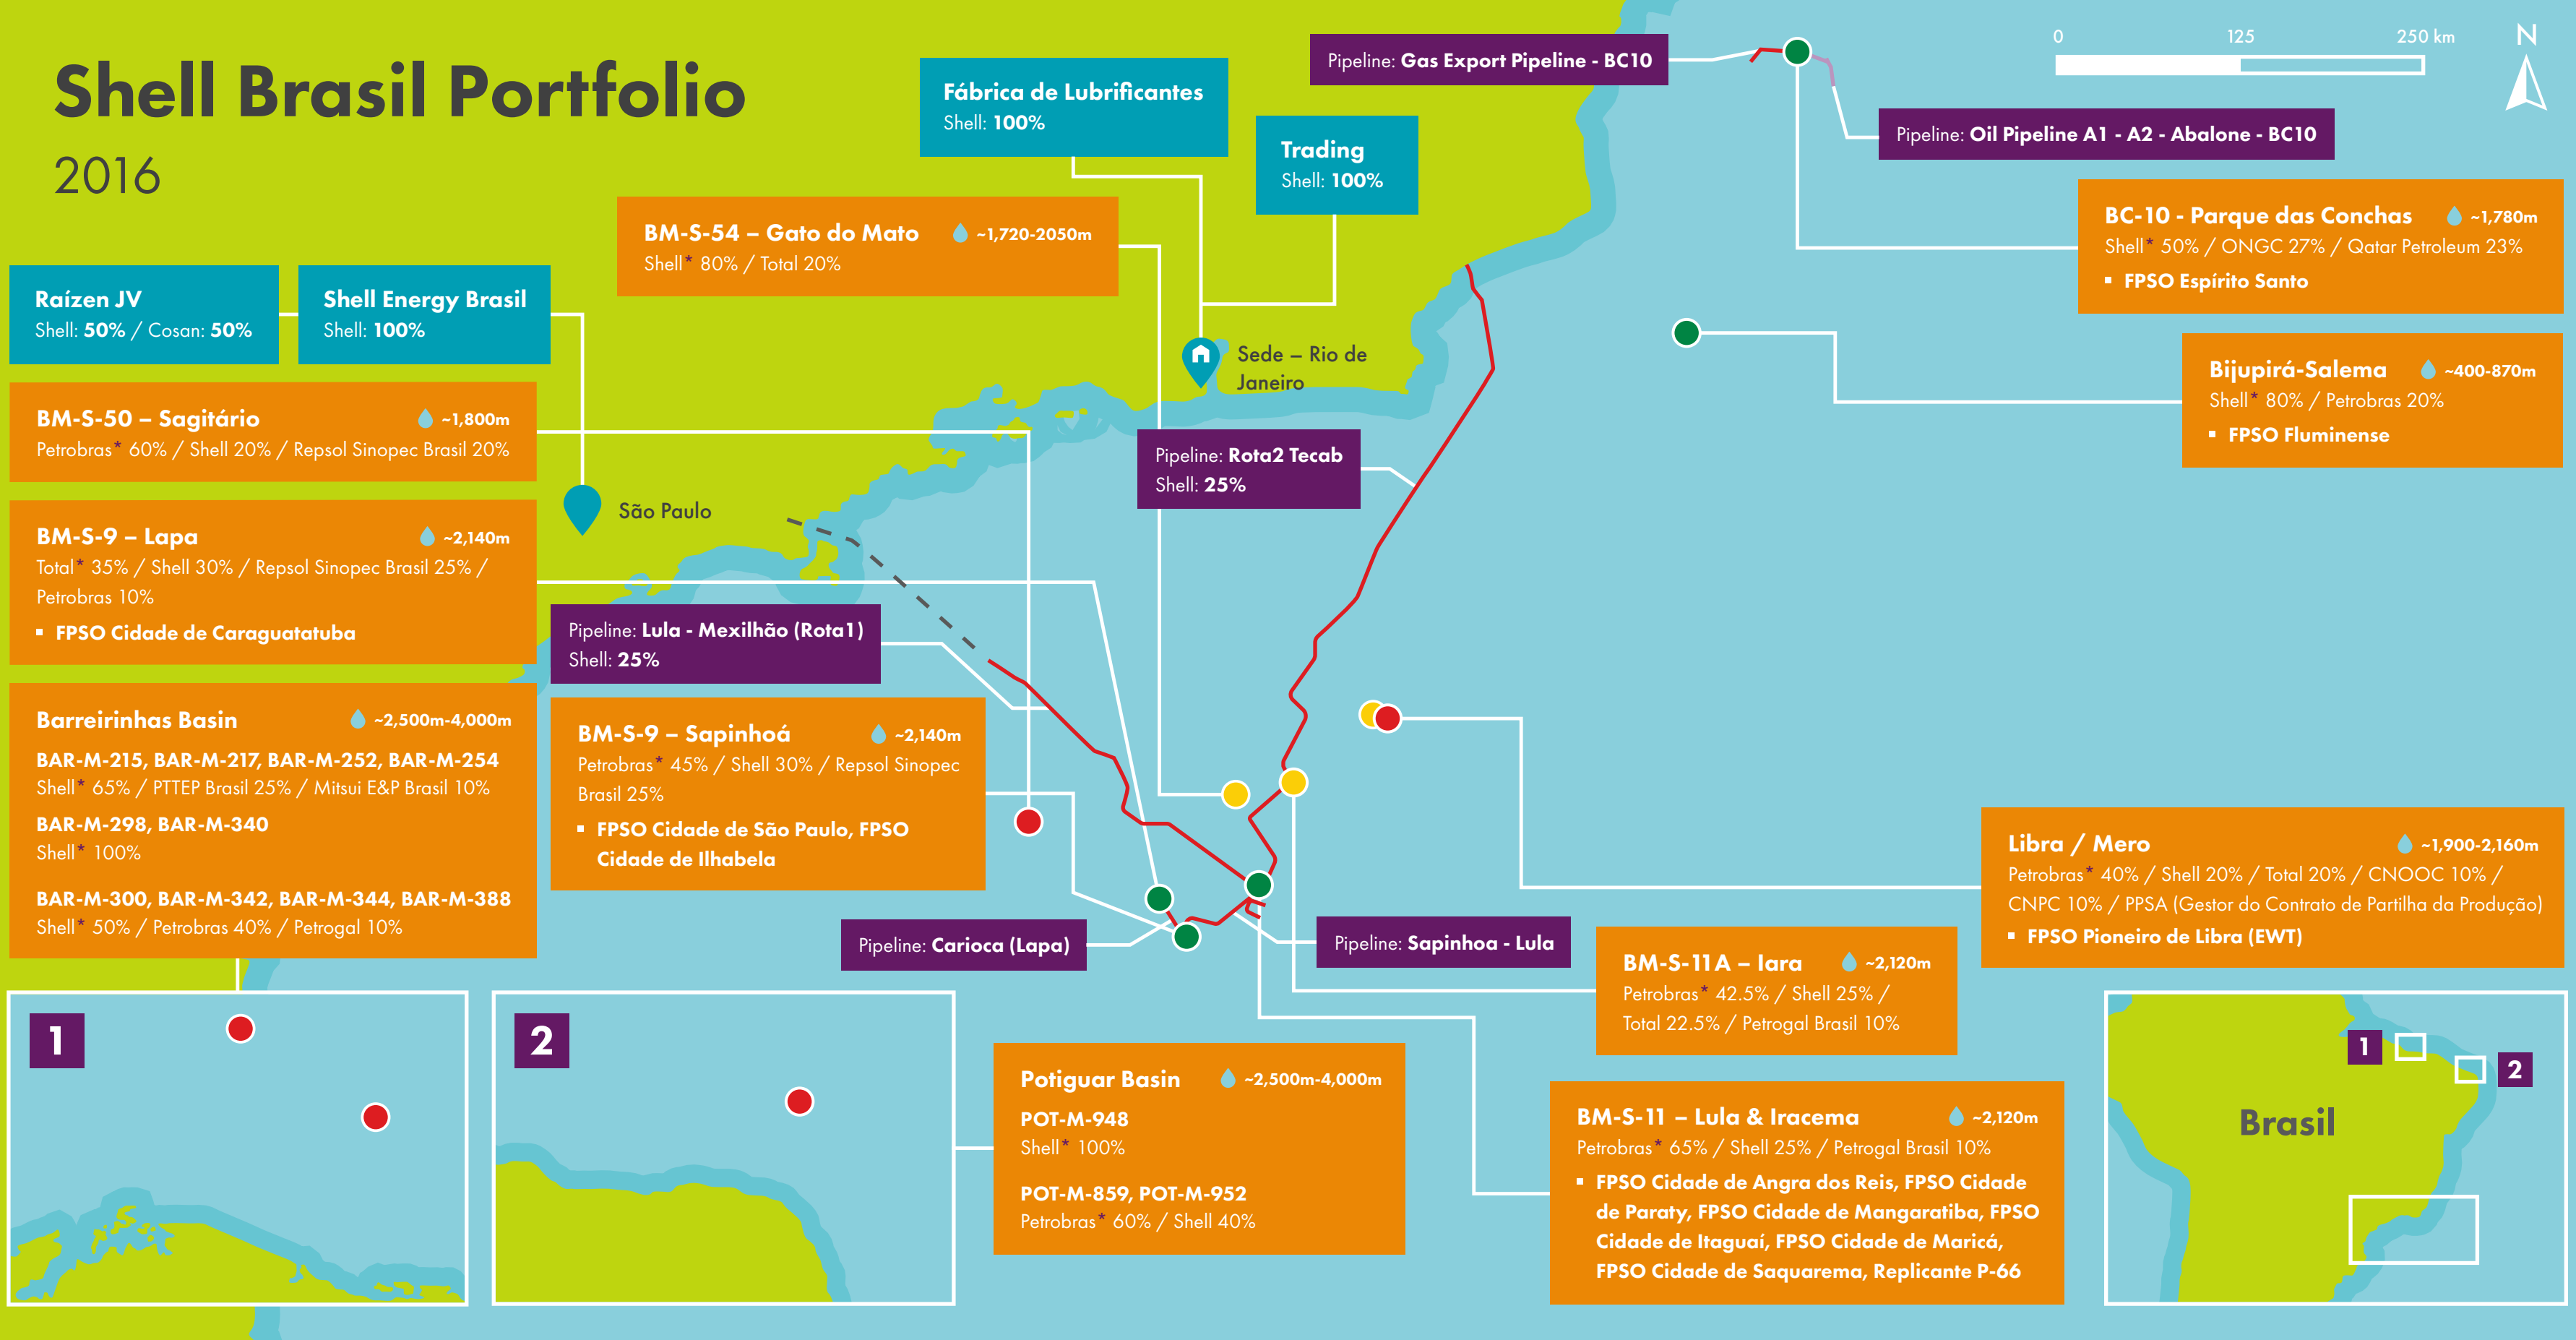 Shell Brasil Portfolio
2016
Fábrica de Lubrificantes
Shell: 100%
Trading
Shell: 100%
Pipeline: Gas Export Pipeline - BC10
0 125 250 km
N
Pipeline: Oil Pipeline A1 - A2 - Abalone - BC10
BC-10 - Parque das Conchas ~1,780m
Shell* 50% / ONGC 27% / Qatar Petroleum 23%
▪ FPSO Espírito Santo
BM-S-54 – Gato do Mato ~1,720-2050m
Shell* 80% / Total 20%
Raízen JV
Shell: 50% / Cosan: 50%
Shell Energy Brasil
Shell: 100%
Sede – Rio de
Janeiro
Bijupirá-Salema ~400-870m
Shell* 80% / Petrobras 20%
▪ FPSO Fluminense
BM-S-50 – Sagitário ~1,800m
Petrobras* 60% / Shell 20% / Repsol Sinopec Brasil 20%
São Paulo
Pipeline: Rota2 Tecab
Shell: 25%
BM-S-9 – Lapa ~2,140m
Total* 35% / Shell 30% / Repsol Sinopec Brasil 25% /
Petrobras 10%
▪ FPSO Cidade de Caraguatatuba
Pipeline: Lula - Mexilhão (Rota1)
Shell: 25%
Barreirinhas Basin ~2,500m-4,000m
BAR-M-215, BAR-M-217, BAR-M-252, BAR-M-254
Shell* 65% / PTTEP Brasil 25% / Mitsui E&P Brasil 10%
BAR-M-298, BAR-M-340
Shell* 100%
BAR-M-300, BAR-M-342, BAR-M-344, BAR-M-388
Shell* 50% / Petrobras 40% / Petrogal 10%
BM-S-9 – Sapinhoá ~2,140m
Petrobras* 45% / Shell 30% / Repsol Sinopec
Brasil 25%
▪ FPSO Cidade de São Paulo, FPSO
Cidade de Ilhabela
Pipeline: Carioca (Lapa)
Pipeline: Sapinhoa - Lula
Libra / Mero ~1,900-2,160m
Petrobras* 40% / Shell 20% / Total 20% / CNOOC 10% /
CNPC 10% / PPSA (Gestor do Contrato de Partilha da Produção)
▪ FPSO Pioneiro de Libra (EWT)
BM-S-11A – Iara ~2,120m
Petrobras* 42.5% / Shell 25% /
Total 22.5% / Petrogal Brasil 10%
1
2
Potiguar Basin ~2,500m-4,000m
POT-M-948
Shell* 100%
POT-M-859, POT-M-952
Petrobras* 60% / Shell 40%
BM-S-11 – Lula & Iracema ~2,120m
Petrobras* 65% / Shell 25% / Petrogal Brasil 10%
▪ FPSO Cidade de Angra dos Reis, FPSO Cidade
de Paraty, FPSO Cidade de Mangaratiba, FPSO
Cidade de Itaguaí, FPSO Cidade de Maricá,
FPSO Cidade de Saquarema, Replicante P-66
1
2
Brasil